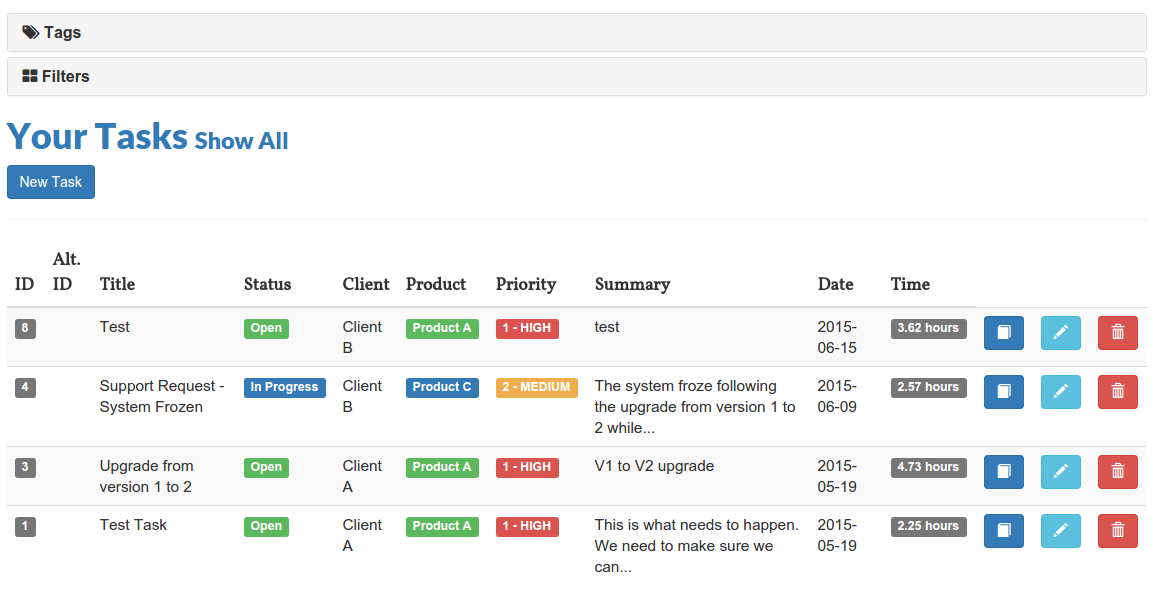 Tags
Filters
Your Tasks Show All
New Task
ID Alt. ID Title Status Client Product Priority Summary Date Time
8 Test Open Client B Product A 1 - HIGH test 2015-06-15 3.62 hours
4 Support Request - System Frozen In Progress Client B Product C 2 - MEDIUM The system froze following the upgrade from version 1 to 2 while... 2015-06-09 2.57 hours
3 Upgrade from version 1 to 2 Open Client A Product A 1 - HIGH V1 to V2 upgrade 2015-05-19 4.73 hours
1 Test Task Open Client A Product A 1 - HIGH This is what needs to happen. We need to make sure we can... 2015-05-19 2.25 hours